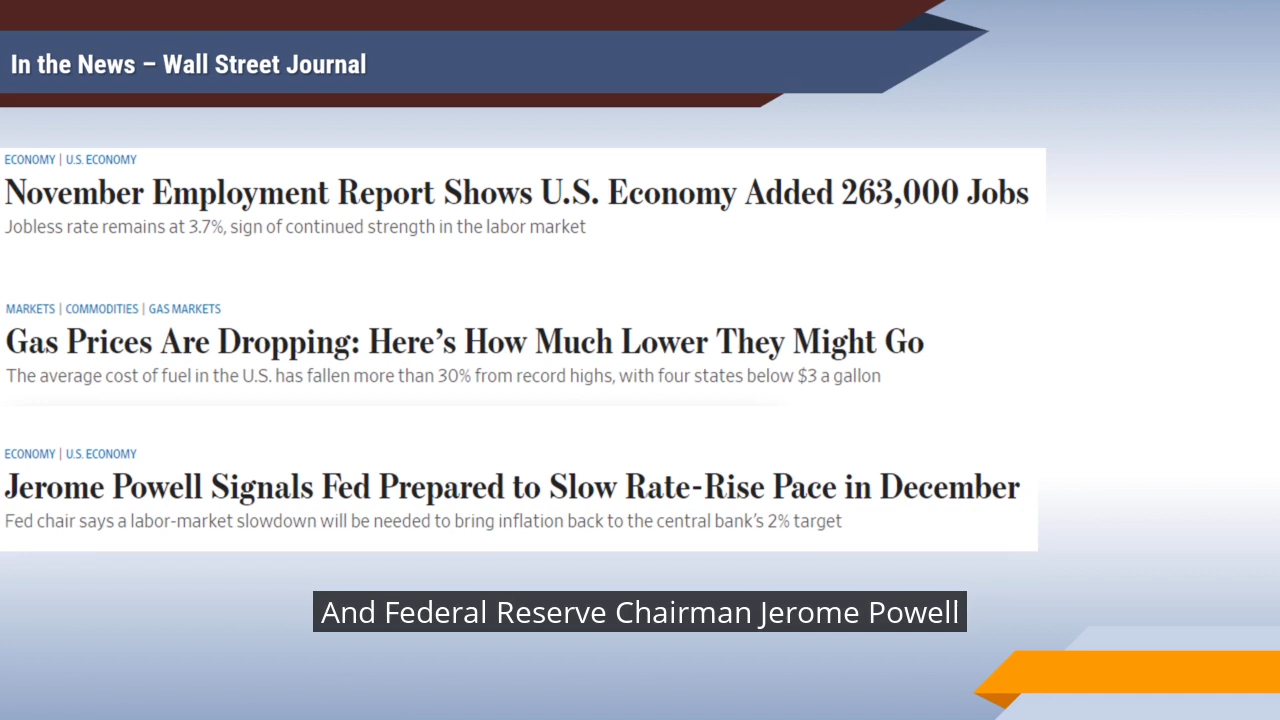 In the News – Wall Street Journal
ECONOMY | U.S. ECONOMY
November Employment Report Shows U.S. Economy Added 263,000 Jobs
Jobless rate remains at 3.7%, sign of continued strength in the labor market
MARKETS | COMMODITIES | GAS MARKETS
Gas Prices Are Dropping: Here’s How Much Lower They Might Go
The average cost of fuel in the U.S. has fallen more than 30% from record highs, with four states below $3 a gallon
ECONOMY | U.S. ECONOMY
Jerome Powell Signals Fed Prepared to Slow Rate-Rise Pace in December
Fed chair says a labor-market slowdown will be needed to bring inflation back to the central bank’s 2% target
And Federal Reserve Chairman Jerome Powell